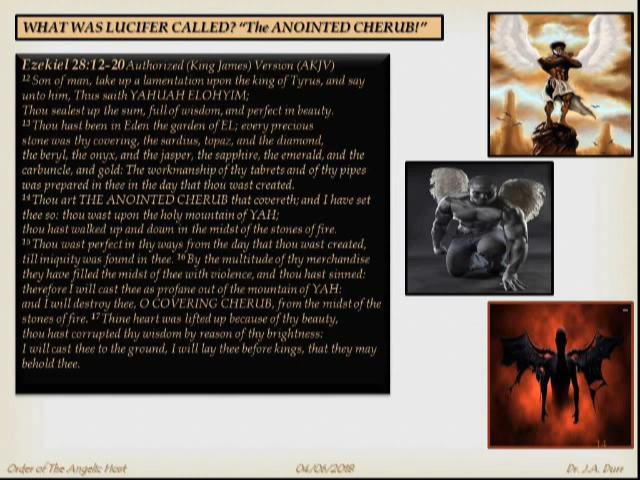 WHAT WAS LUCIFER CALLED? “The ANOINTED CHERUB!”
Ezekiel 28:12-20 Authorized (King James) Version (AKJV)
12 Son of man, take up a lamentation upon the king of Tyrus, and say
unto him, Thus saith YAHUAH ELOHYIM;
Thou sealest up the sum, full of wisdom, and perfect in beauty.
13 Thou hast been in Eden the garden of EL; every precious
stone was thy covering, the sardius, topaz, and the diamond,
the beryl, the onyx, and the jasper, the sapphire, the emerald, and the
carbuncle, and gold: The workmanship of thy tabrets and of thy pipes
was prepared in thee in the day that thou wast created.
14 Thou art THE ANOINTED CHERUB that covereth; and I have set
thee so: thou wast upon the holy mountain of YAH;
thou hast walked up and down in the midst of the stones of fire.
15 Thou wast perfect in thy ways from the day that thou wast created,
till iniquity was found in thee. 16 By the multitude of thy merchandise
they have filled the midst of thee with violence, and thou hast sinned:
therefore I will cast thee as profane out of the mountain of YAH:
and I will destroy thee, O COVERING CHERUB, from the midst of the
stones of fire. 17 Thine heart was lifted up because of thy beauty,
thou hast corrupted thy wisdom by reason of thy brightness:
I will cast thee to the ground, I will lay thee before kings, that they may
behold thee.
14
Order of The Angelic Host
04/06/2018
Dr. J.A. Durr